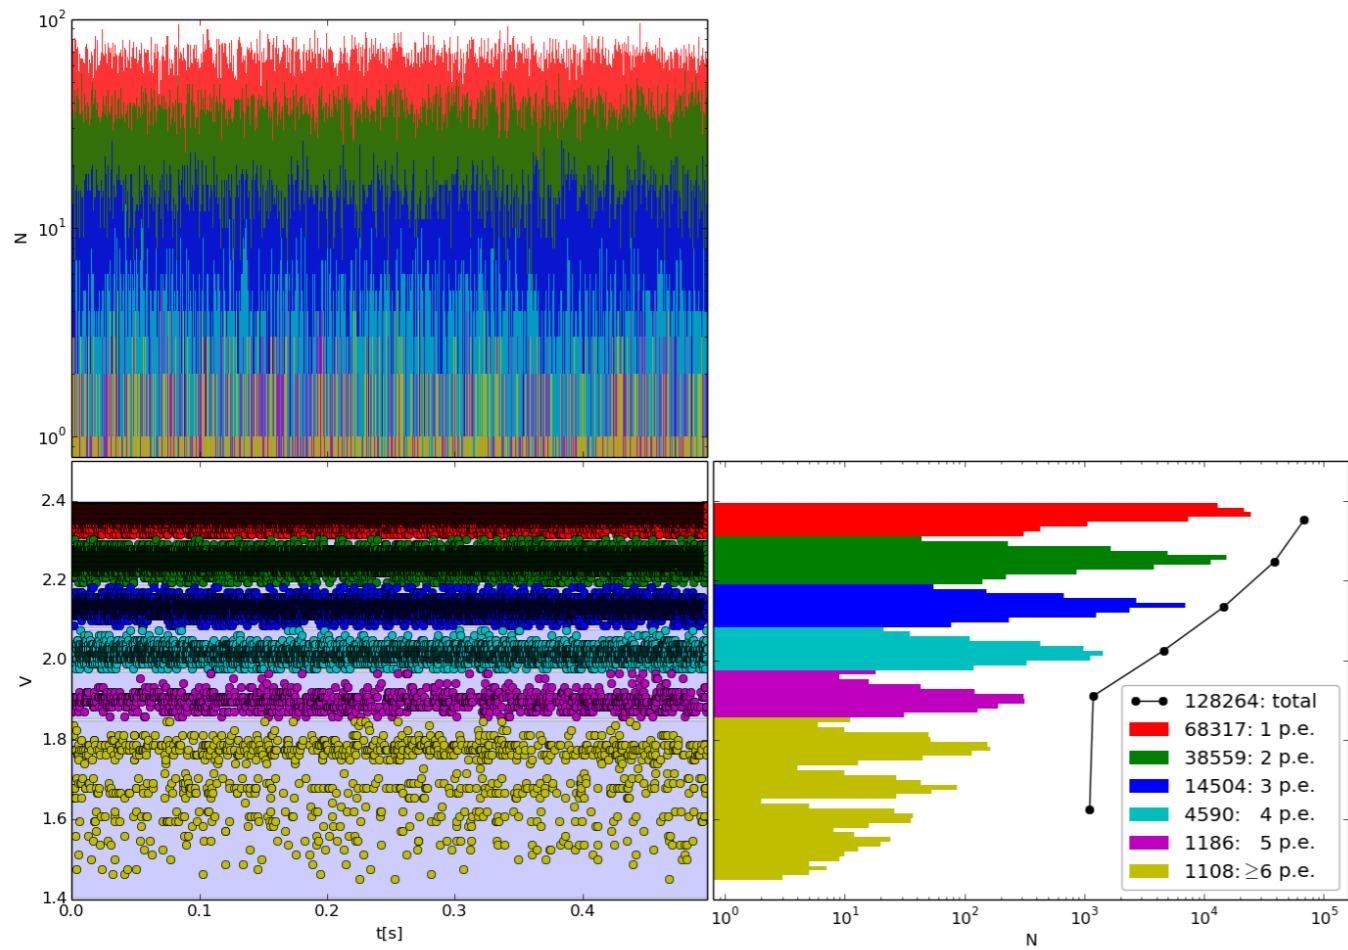 10²
10¹
10⁰
N
2.4
2.2
2.0
1.8
1.6
1.4
V
0.0 0.1 0.2 0.3 0.4
t[s]
128264: total
68317: 1 p.e.
38559: 2 p.e.
14504: 3 p.e.
4590: 4 p.e.
1186: 5 p.e.
1108: ≥6 p.e.
10⁰ 10¹ 10² 10³ 10⁴ 10⁵
N